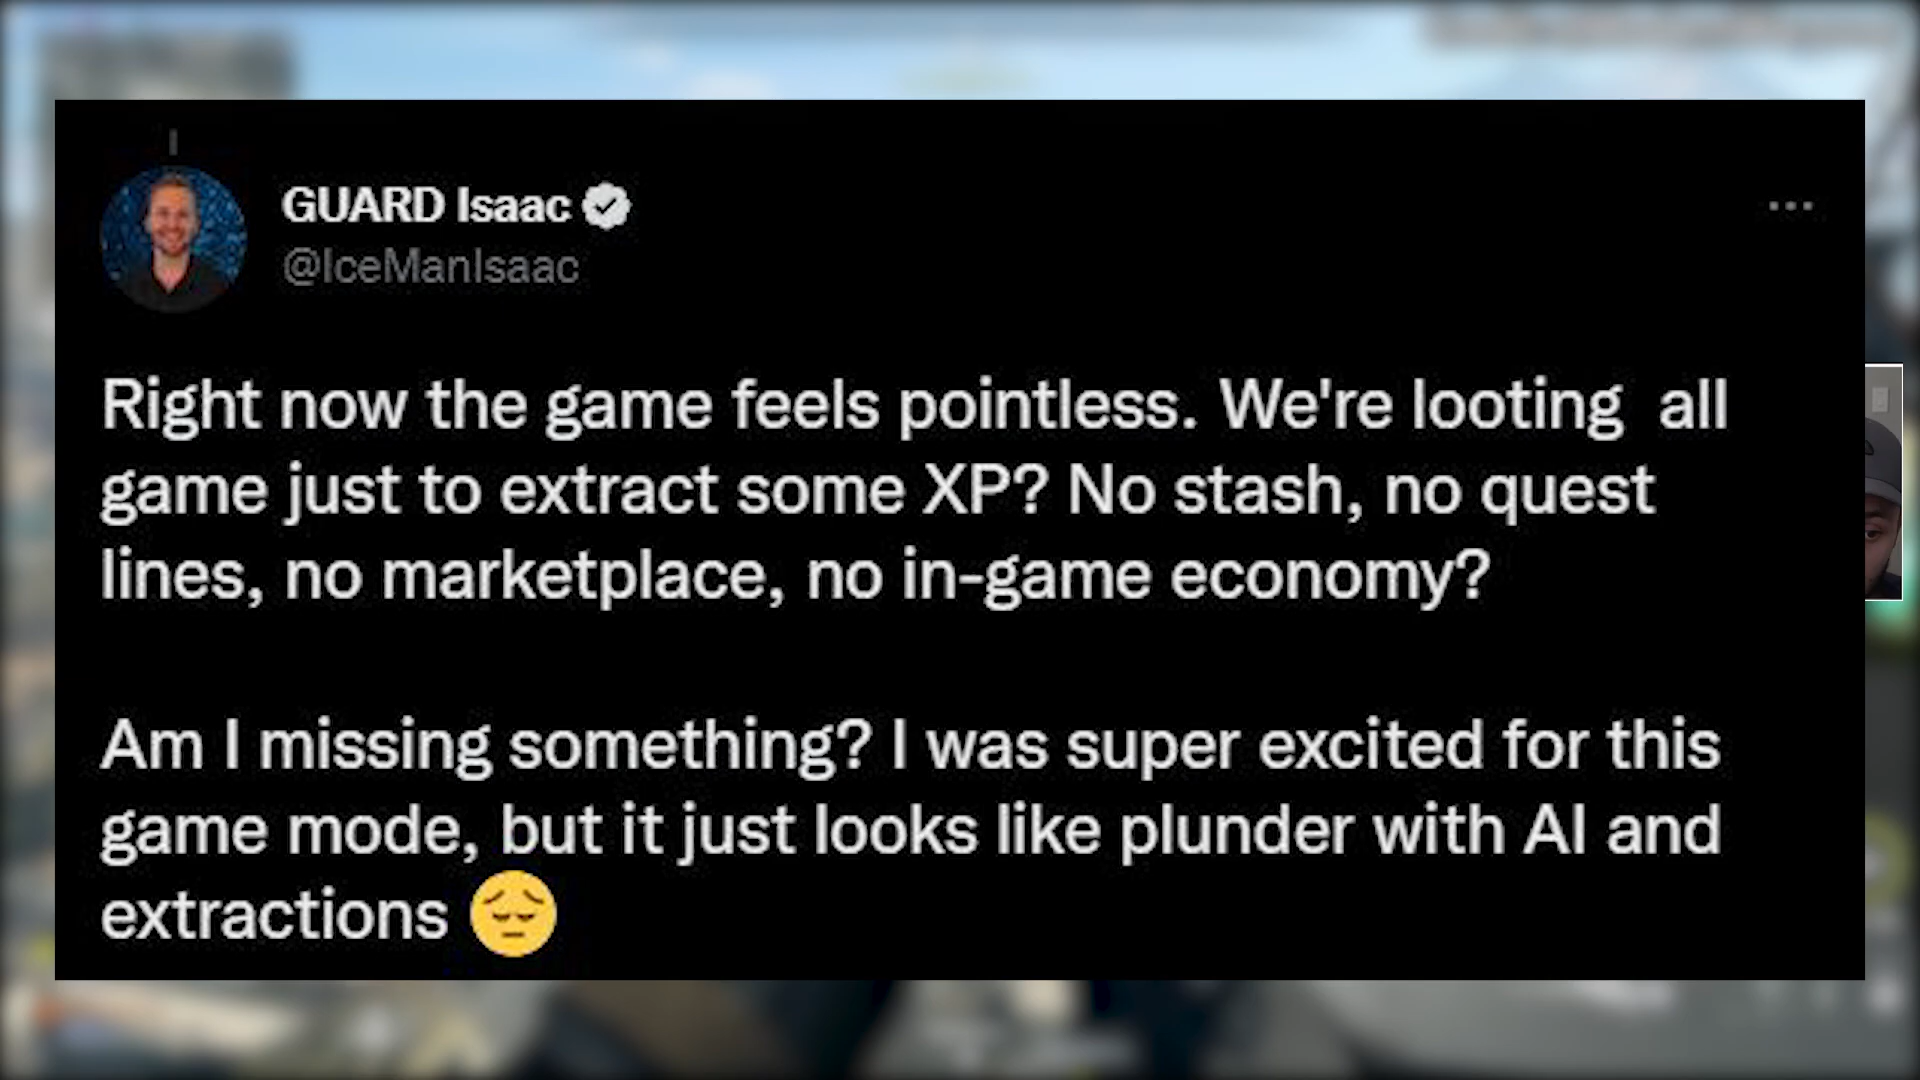 GUARD Isaac
@IceManIsaac
Right now the game feels pointless. We're looting  all
game just to extract some XP? No stash, no quest
lines, no marketplace, no in-game economy?
Am I missing something? I was super excited for this
game mode, but it just looks like plunder with AI and
extractions 😔